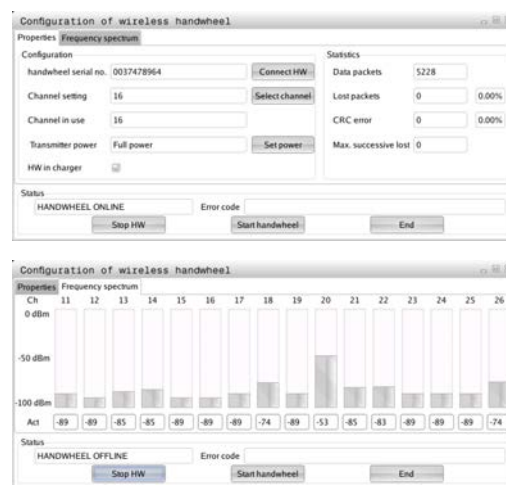 Configuration of wireless handwheel
Properties Frequency spectrum
Configuration Statistics
handwheel serial no. 0037478964 Connect HW Data packets 5228
Channel setting 16 Select channel Lost packets 0 0.00%
Channel in use 16 CRC error 0 0.00%
Transmitter power Full power Set power Max. successive lost 0
HW in charger
Status
HANDWHEEL ONLINE Error code
Stop HW Start handwheel End
Configuration of wireless handwheel
Properties Frequency spectrum
Ch 11 12 13 14 15 16 17 18 19 20 21 22 23 24 25 26
0 dBm
-50 dBm
-100 dBm
Act -89 -89 -85 -85 -89 -89 -89 -74 -89 -53 -85 -83 -89 -89 -89 -74
Status
HANDWHEEL OFFLINE Error code
Stop HW Start handwheel End